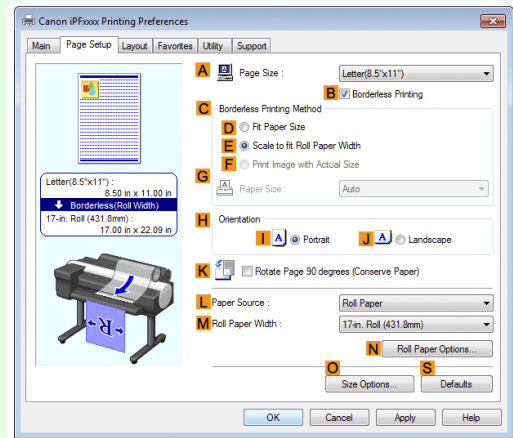 Canon iPFxxxx Printing Preferences
Main Page Setup Layout Favorites Utility Support
A Page Size : Letter(8.5"x11")
B Borderless Printing
C Borderless Printing Method
D Fit Paper Size
E Scale to fit Roll Paper Width
F Print Image with Actual Size
G Paper Size : Auto
Letter(8.5"x11") :
8.50 in x 11.00 in
Borderless(Roll Width)
17-in. Roll (431.8mm) :
17.00 in x 22.09 in
H Orientation
I A Portrait J A Landscape
K Rotate Page 90 degrees (Conserve Paper)
L Paper Source : Roll Paper
M Roll Paper Width : 17-in. Roll (431.8mm)
N Roll Paper Options...
O S
Size Options... Defaults
R
OK Cancel Apply Help